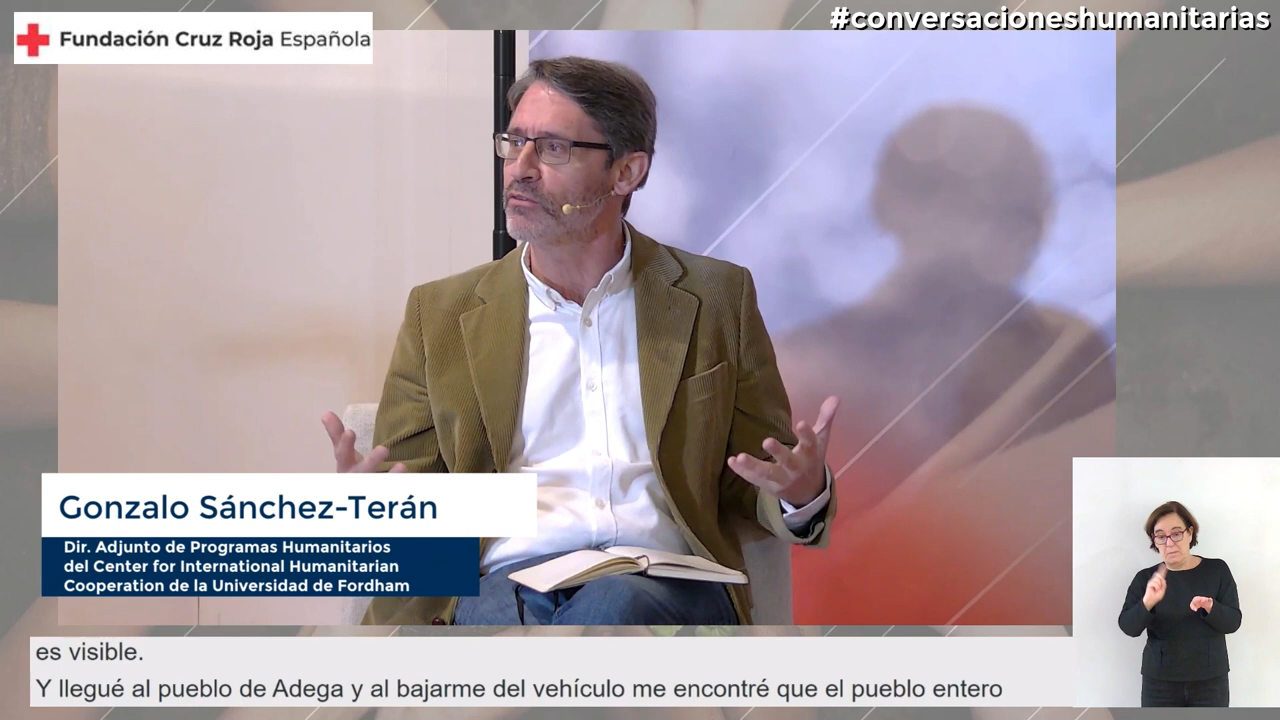 #conversacioneshumanitarias
Fundación Cruz Roja Española
Gonzalo Sánchez-Terán
Dir. Adjunto de Programas Humanitarios
del Center for International Humanitarian
Cooperation de la Universidad de Fordham
es visible.
Y llegué al pueblo de Adega y al bajarme del vehículo me encontré que el pueblo entero